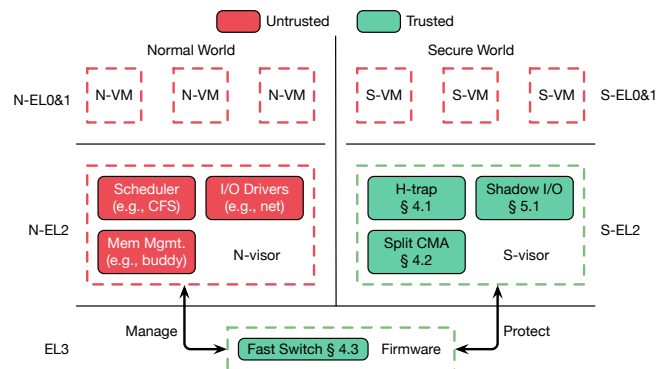 Untrusted
Trusted
Normal World
Secure World
N-EL0&1
N-VM
N-VM
N-VM
S-VM
S-VM
S-VM
S-EL0&1
N-EL2
Scheduler
(e.g., CFS)
I/O Drivers
(e.g., net)
Mem Mgmt.
(e.g., buddy)
N-visor
H-trap
§ 4.1
Shadow I/O
§ 5.1
Split CMA
§ 4.2
S-visor
S-EL2
Manage
Protect
EL3
Fast Switch § 4.3
Firmware